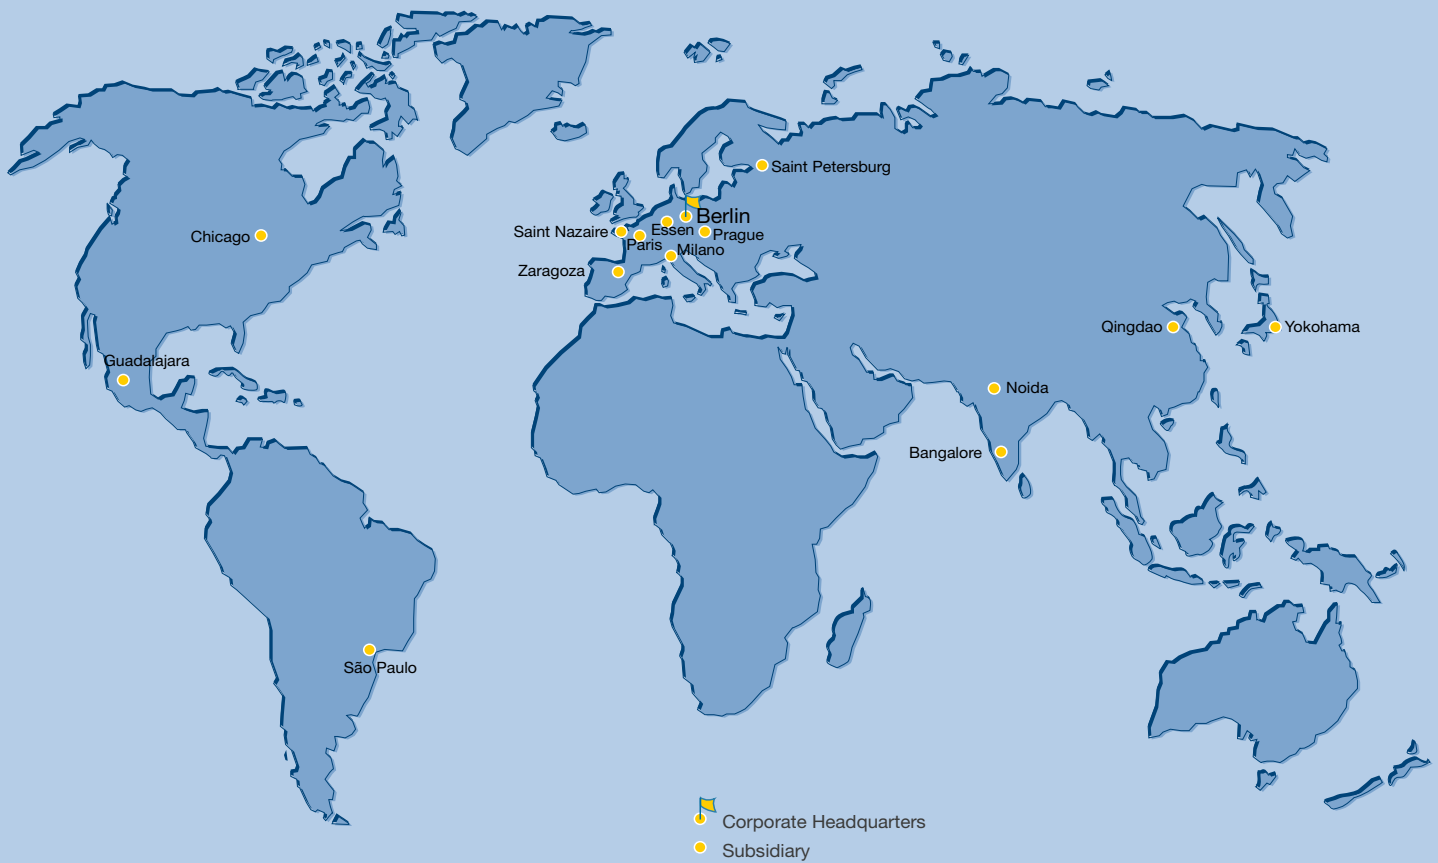 Saint Petersburg
Berlin
Chicago
Saint Nazaire
Essen
Prague
Paris
Milano
Zaragoza
Qingdao
Yokohama
Guadalajara
Noida
Bangalore
São Paulo
Corporate Headquarters
Subsidiary